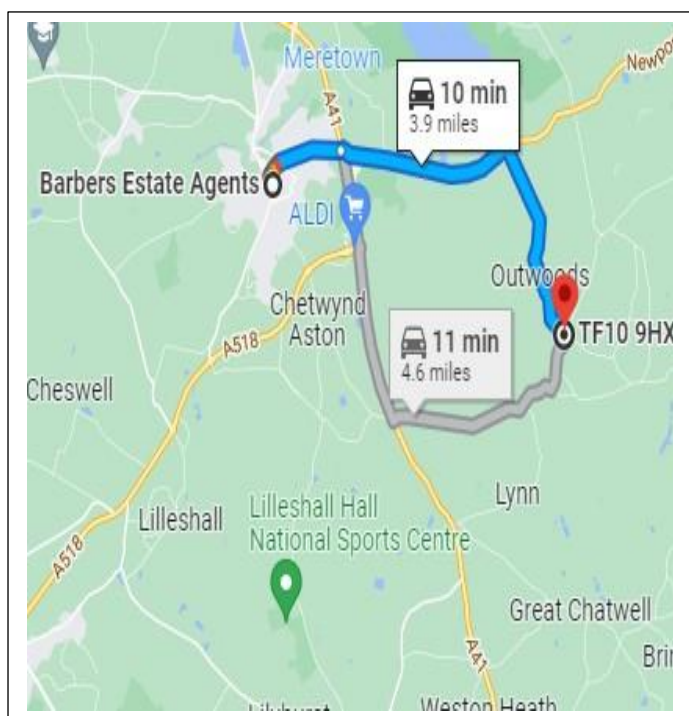 Meretown
A41
Newpo
10 min
3.9 miles
Barbers Estate Agents
ALDI
Outwoods
TF10 9HX
Chetwynd
Aston
11 min
4.6 miles
A518
Cheswell
Lynn
Lilleshall
Lilleshall Hall
National Sports Centre
A518
Great Chatwell
A41
Brin
Weston Heath